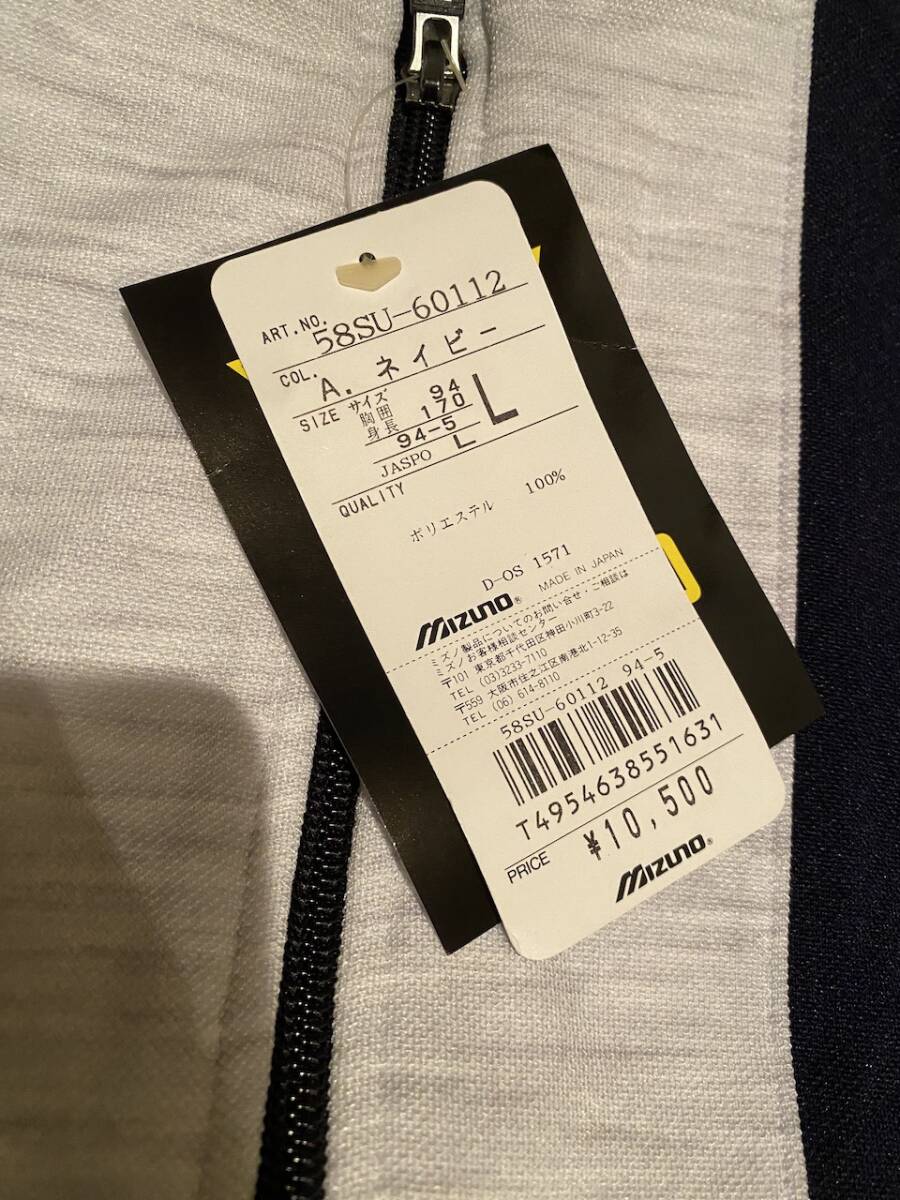 ART.NO. 58SU-60112
COL. A. ネイビー
SIZE サイズ 94 L
胸囲 170
身長 94-5
JASPO L
QUALITY
ポリエステル 100%
D-OS 1571
MIZUNO® MADE IN JAPAN
ミズノ製品についてのお問い合せ・ご相談は
ミズノお客様相談センター
〒101 東京都千代田区神田小川町3-22
TEL (03)3233-7110
〒559 大阪市住之江区南港北1-12-35
TEL (06) 614-8110
58SU-60112 94-5
T4954638551631
PRICE ¥10,500
MIZUNO®